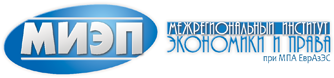 МИЭП
МЕЖРЕГИОНАЛЬНЫЙ ИНСТИТУТ
ЭКОНОМИКИ И ПРАВА
при МПА ЕврАзЭС